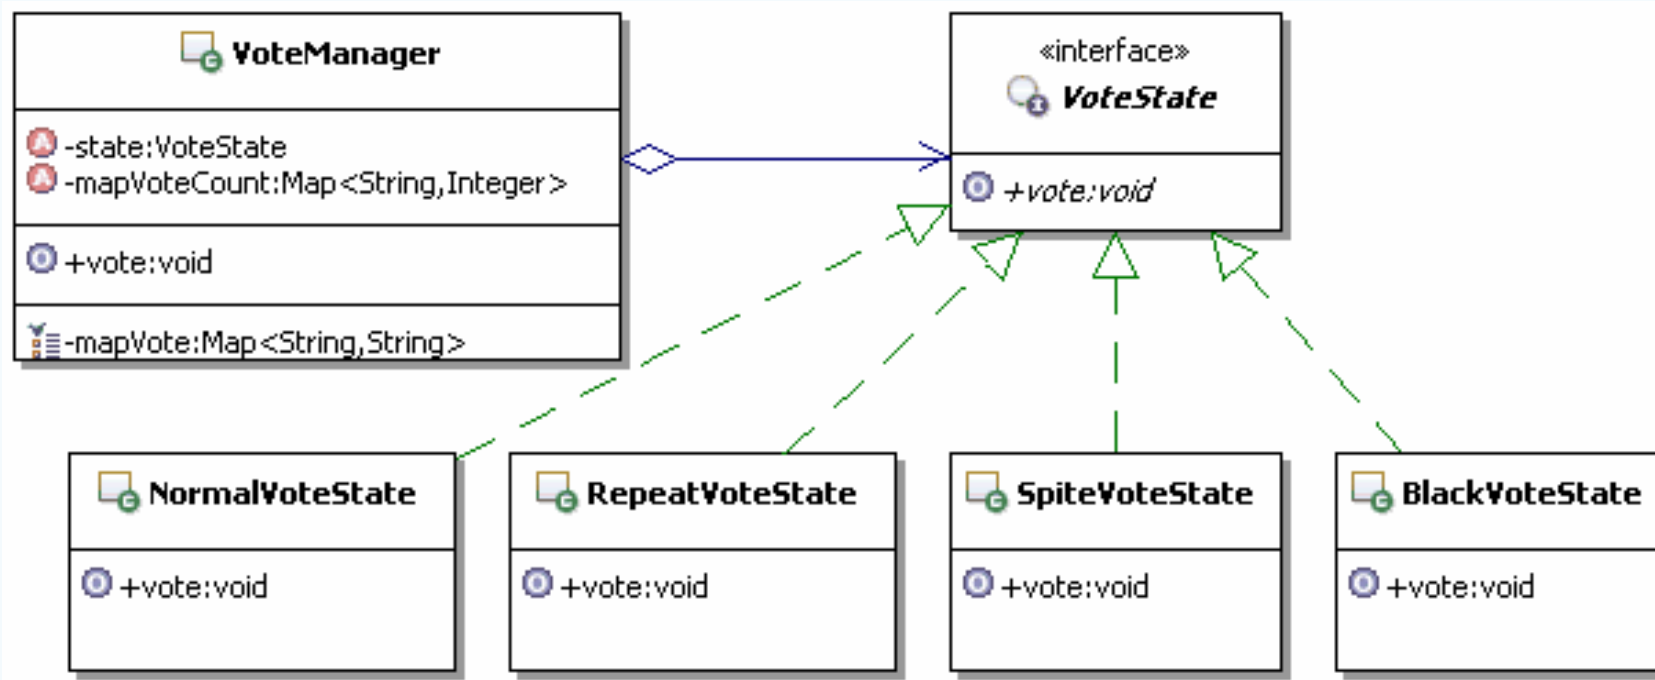 VoteManager
-state:VoteState
-mapVoteCount:Map<String,Integer>
+vote:void
-mapVote:Map<String,String>
«interface»
VoteState
+vote:void
NormalVoteState
+vote:void
RepeatVoteState
+vote:void
SpiteVoteState
+vote:void
BlackVoteState
+vote:void